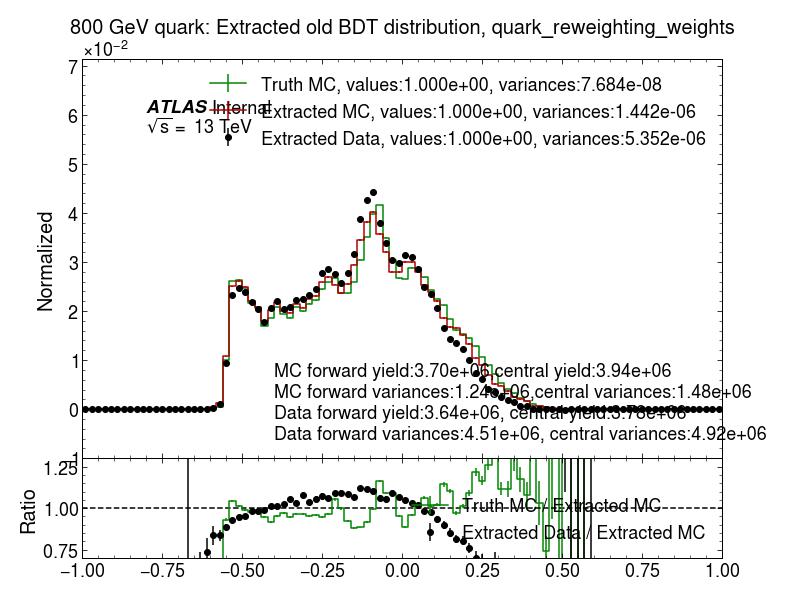 800 GeV quark: Extracted old BDT distribution, quark_reweighting_weights
×10⁻²
Truth MC, values:1.000e+00, variances:7.684e-08
ATLAS Internal
Extracted MC, values:1.000e+00, variances:1.442e-06
√s = 13 TeV
Extracted Data, values:1.000e+00, variances:5.352e-06
Normalized
7
6
5
4
3
2
1
0
1
MC forward yield:3.70e+06, central yield:3.94e+06
MC forward variances:1.24e+06, central variances:1.48e+06
Data forward yield:3.64e+06, central yield:3.78e+06
Data forward variances:4.51e+06, central variances:4.92e+06
Ratio
1.25
1.00
0.75
Truth MC / Extracted MC
Extracted Data / Extracted MC
−1.00 −0.75 −0.50 −0.25 0.00 0.25 0.50 0.75 1.00